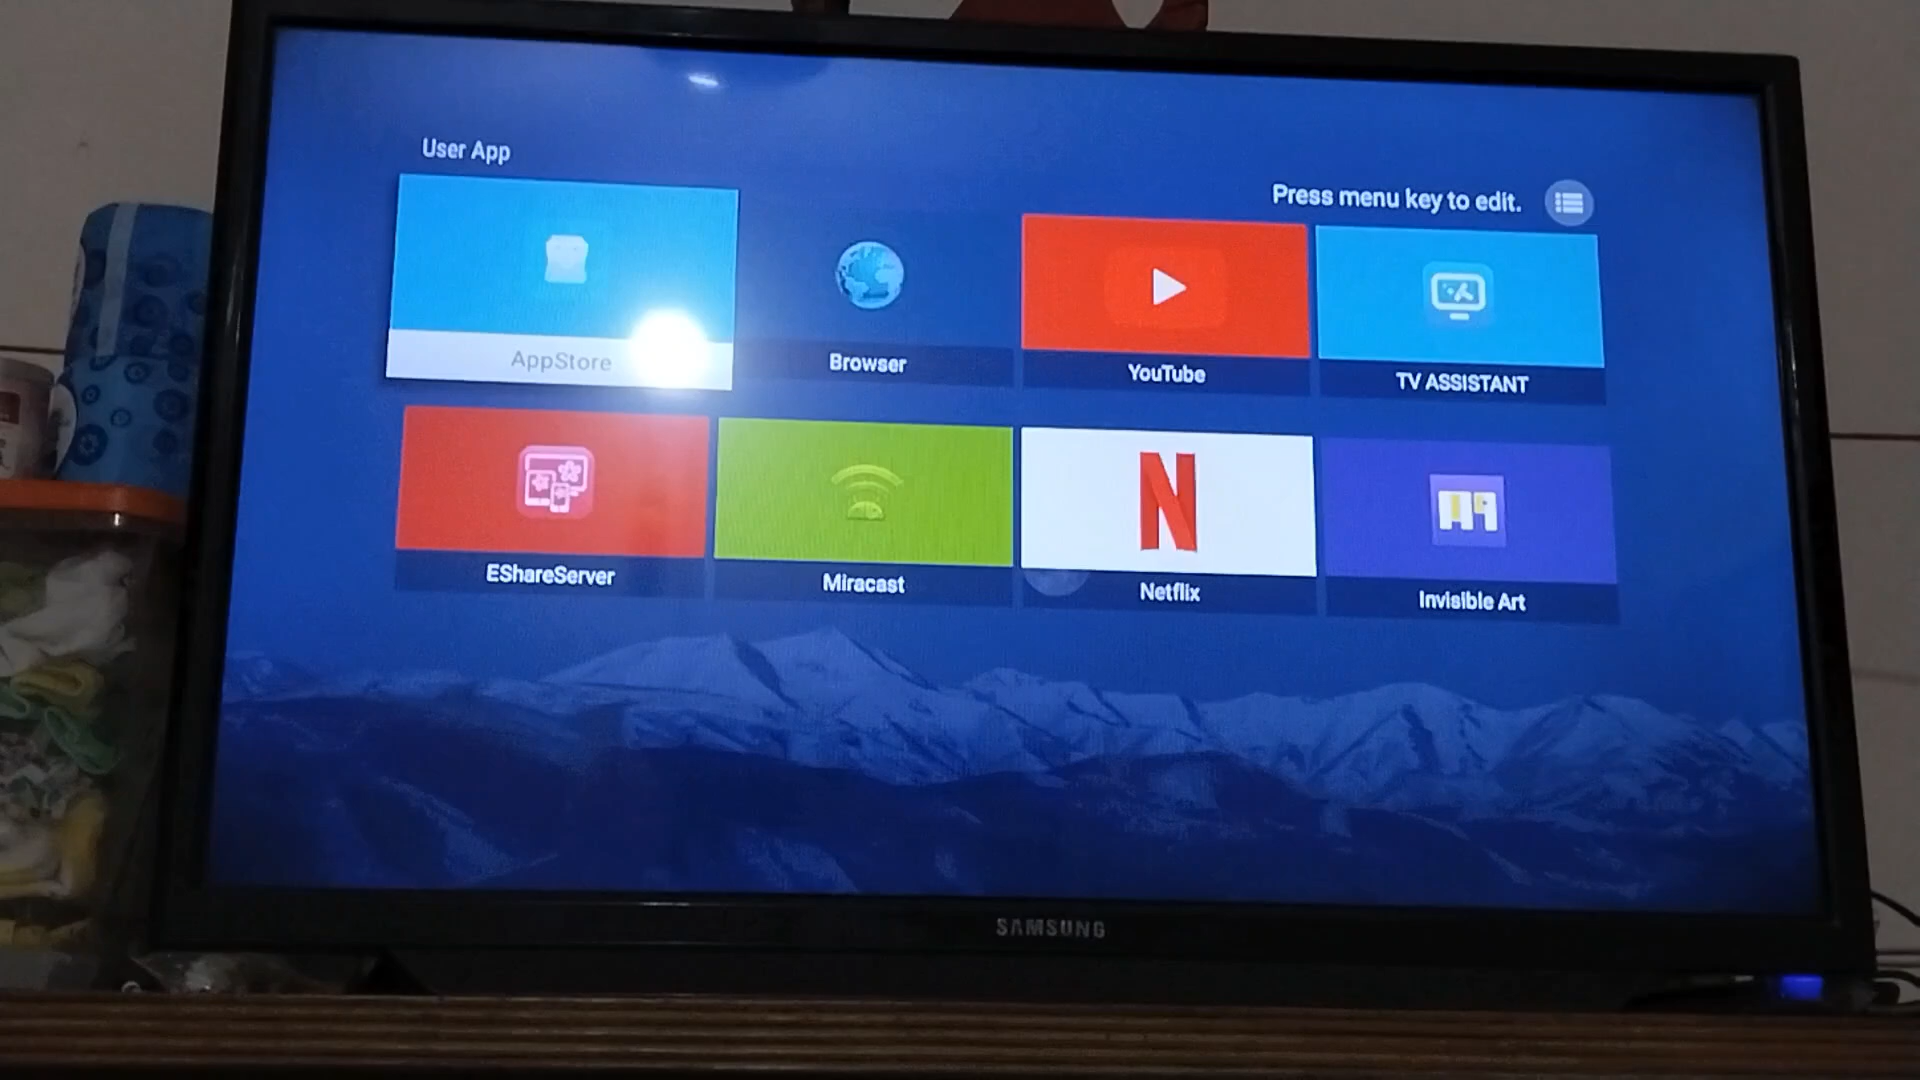 User App
Press menu key to edit.
AppStore
Browser
YouTube
TV ASSISTANT
EShareServer
Miracast
N
Netflix
Invisible Art
SAMSUNG